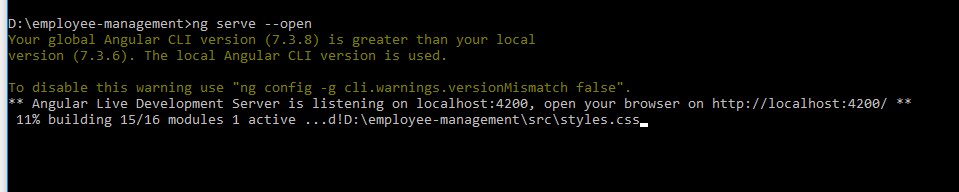 D:\employee-management>ng serve --open
Your global Angular CLI version (7.3.8) is greater than your local
version (7.3.6). The local Angular CLI version is used.
To disable this warning use "ng config -g cli.warnings.versionMismatch false".
** Angular Live Development Server is listening on localhost:4200, open your browser on http://localhost:4200/ **
11% building 15/16 modules 1 active ...d!D:\employee-management\src\styles.css